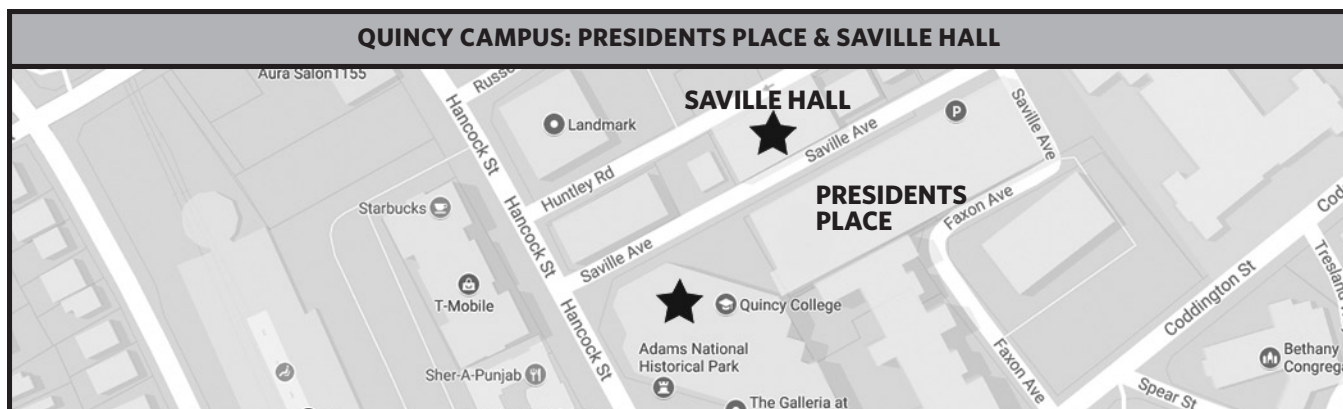 QUINCY CAMPUS: PRESIDENTS PLACE & SAVILLE HALL
Aura Salon1155
Hancock St
Landmark
SAVILLE HALL
P
Saville Ave
Saville Ave
Huntley Rd
Starbucks
Hancock St
PRESIDENTS
PLACE
Faxon Ave
Saville Ave
T-Mobile
Hancock St
Quincy College
Coddington St
Adams National
Historical Park
Sher-A-Punjab
Faxon Ave
Bethany
The Galleria at
Spear St